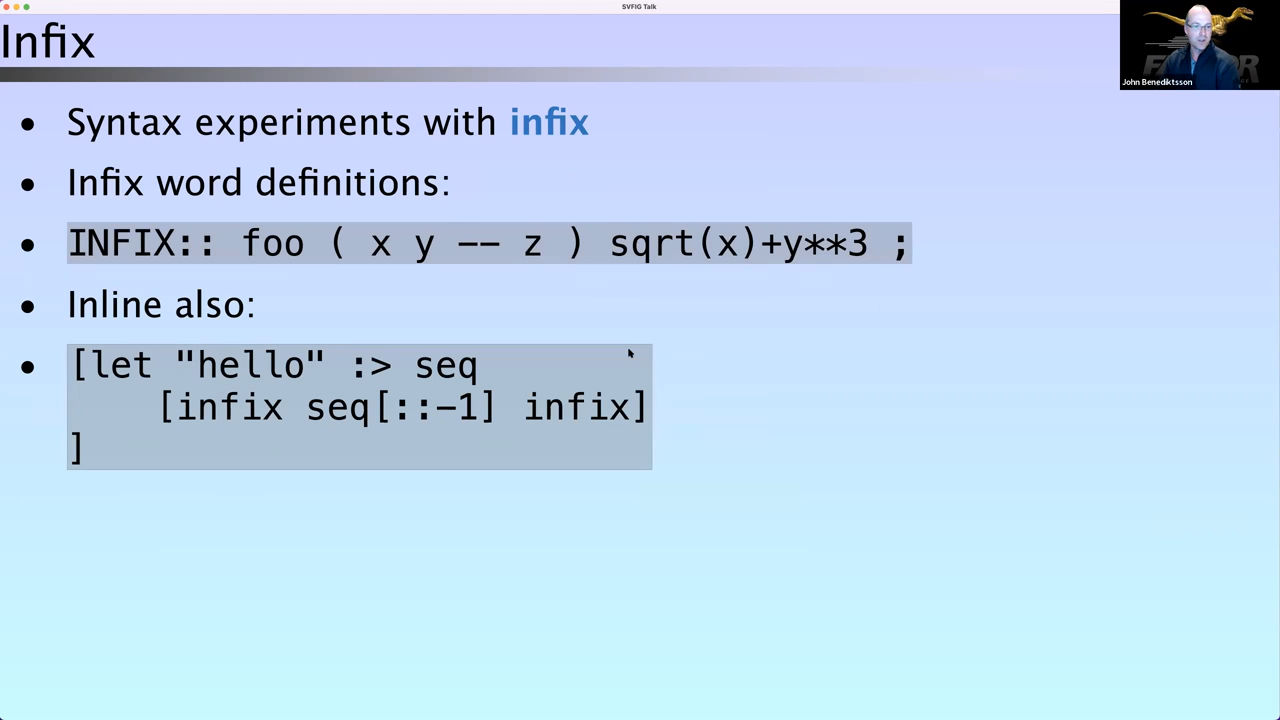 SVFIG Talk
Infix
John Benediktsson
• Syntax experiments with infix
• Infix word definitions:
• INFIX:: foo ( x y -- z ) sqrt(x)+y**3 ;
• Inline also:
• [let "hello" :> seq
[infix seq[::-1] infix]
]